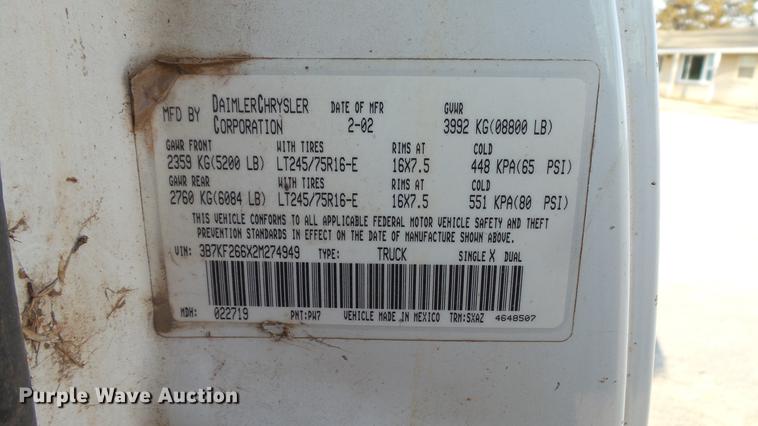 MFD BY DAIMLERCHRYSLER CORPORATION DATE OF MFR 2-02 GVWR 3992 KG(08800 LB)
GAWR FRONT WITH TIRES RIMS AT COLD
2359 KG(5200 LB) LT245/75R16-E 16X7.5 448 KPA(65 PSI)
GAWR REAR WITH TIRES RIMS AT COLD
2760 KG(6084 LB) LT245/75R16-E 16X7.5 551 KPA(80 PSI)
THIS VEHICLE CONFORMS TO ALL APPLICABLE FEDERAL MOTOR VEHICLE SAFETY AND THEFT
PREVENTION STANDARDS IN EFFECT ON THE DATE OF MANUFACTURE SHOWN ABOVE.
VIN: 3B7KF266X2M274949 TYPE: TRUCK SINGLE X DUAL
MDH: 022719 PNT:PW7 VEHICLE MADE IN MEXICO TRM:SXAZ 4648507
Purple Wave Auction